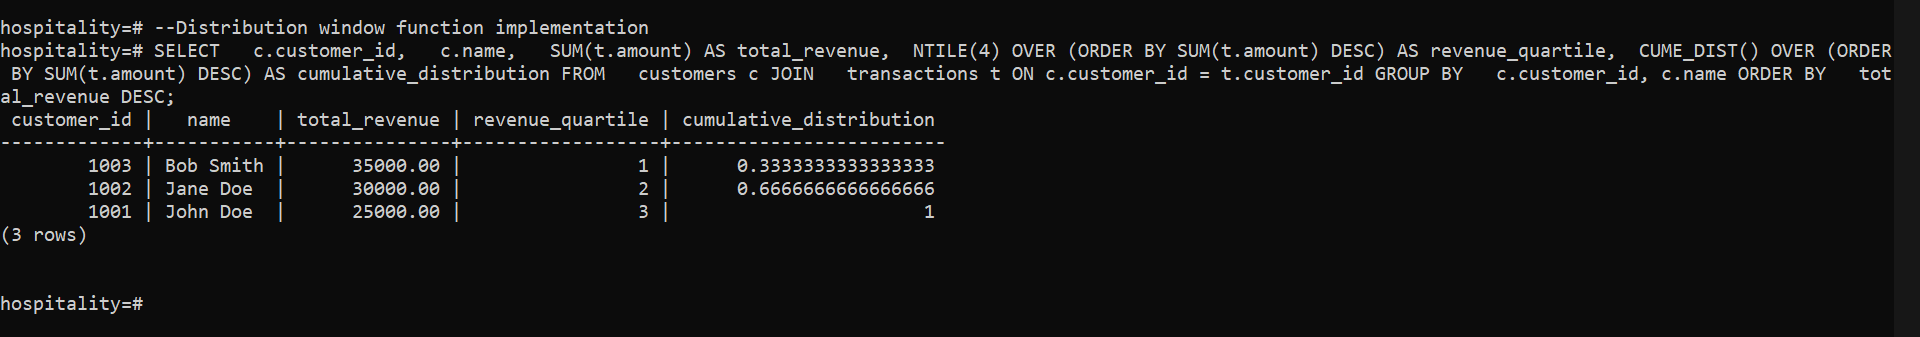 hospitality=# --Distribution window function implementation
hospitality=# SELECT   c.customer_id,   c.name,   SUM(t.amount) AS total_revenue,  NTILE(4) OVER (ORDER BY SUM(t.amount) DESC) AS revenue_quartile,  CUME_DIST() OVER (ORDER
 BY SUM(t.amount) DESC) AS cumulative_distribution FROM   customers c JOIN   transactions t ON c.customer_id = t.customer_id GROUP BY   c.customer_id, c.name ORDER BY   tot
al_revenue DESC;
 customer_id |   name    | total_revenue | revenue_quartile | cumulative_distribution
-------------+-----------+---------------+------------------+-------------------------
        1003 | Bob Smith |      35000.00 |                1 |      0.3333333333333333
        1002 | Jane Doe  |      30000.00 |                2 |      0.6666666666666666
        1001 | John Doe  |      25000.00 |                3 |                       1
(3 rows)
hospitality=#